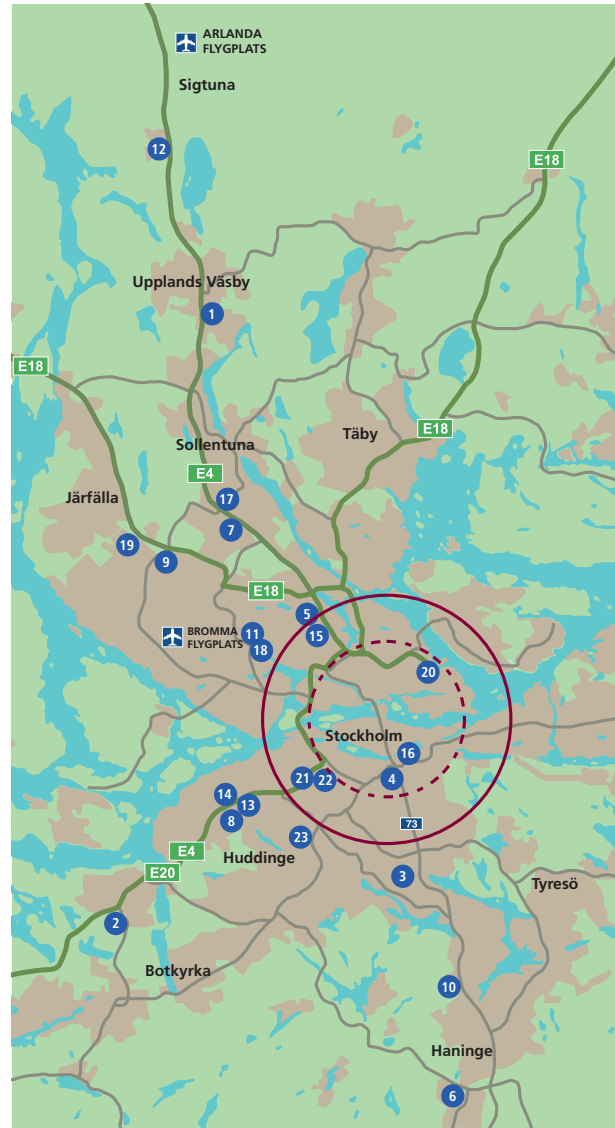 ARLANDA
FLYGPLATS
Sigtuna
12
E18
Upplands Väsby
1
E18
Täby
E18
Sollentuna
E4
Järfälla
17
7
19
9
E18
5
11
BROMMA
FLYGPLATS
15
18
20
Stockholm
16
21
22
4
14
13
8
73
23
E4
Huddinge
E20
3
Tyresö
2
Botkyrka
10
Haninge
6